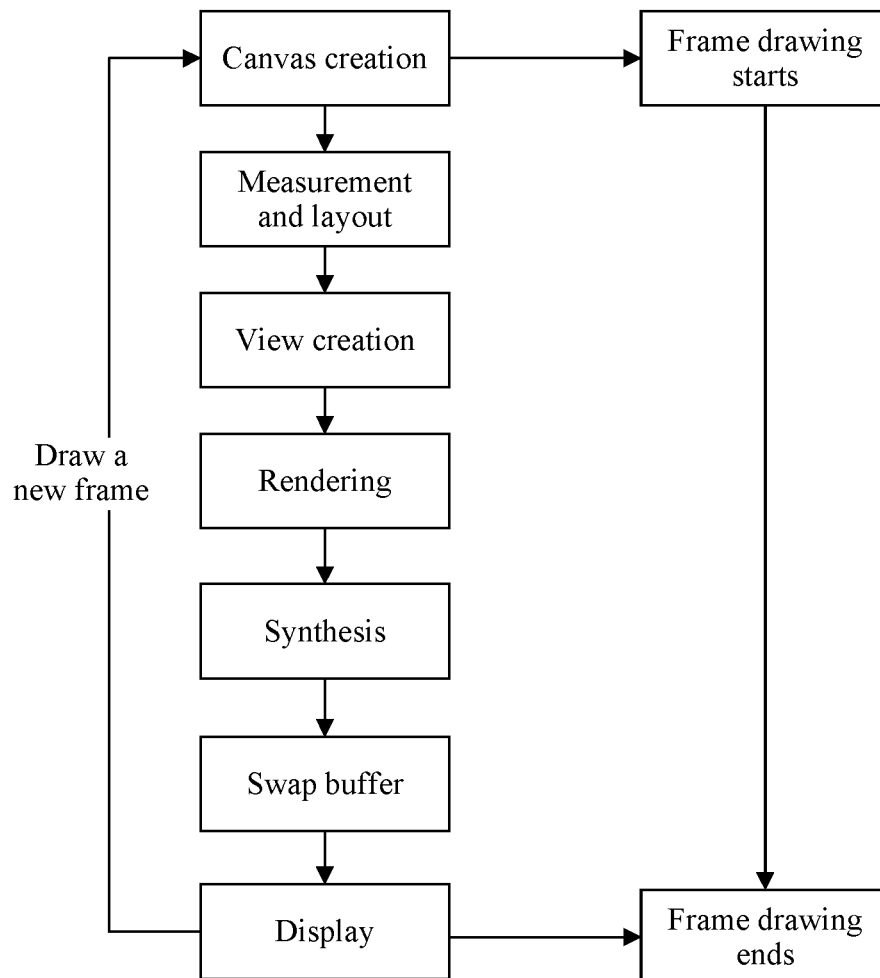 Canvas creation
Frame drawing
starts
Measurement
and layout
View creation
Draw a
new frame
Rendering
Synthesis
Swap buffer
Display
Frame drawing
ends